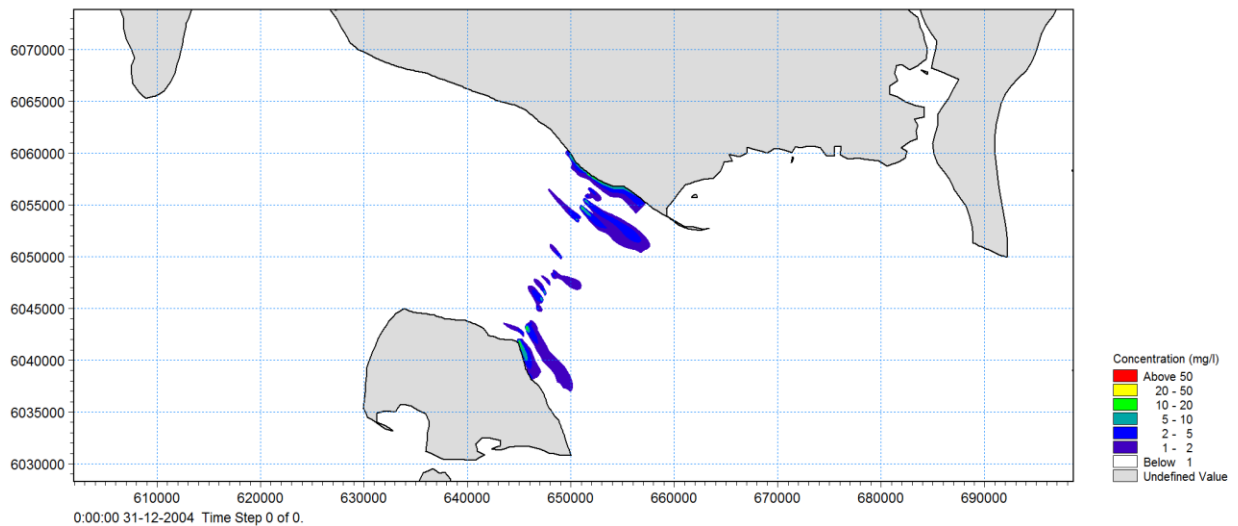 6070000
6065000
6060000
6055000
6050000
6045000
6040000
6035000
6030000
610000 620000 630000 640000 650000 660000 670000 680000 690000
0:00:00 31-12-2004 Time Step 0 of 0.
Concentration (mg/l)
Above 50
20 - 50
10 - 20
5 - 10
2 - 5
1 - 2
Below 1
Undefined Value